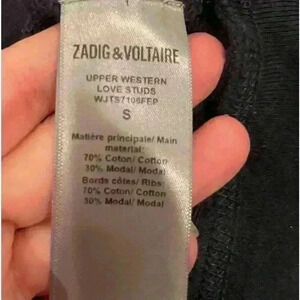 ZADIG & VOLTAIRE
UPPER WESTERN
LOVE STUDS
WJTS7106FEP
S
Matière principale/ Main
material:
70% Coton/ Cotton
30% Modal/ Modal
Bords côtes/ Ribs:
70% Coton/ Cotton
30% Modal/ Modal